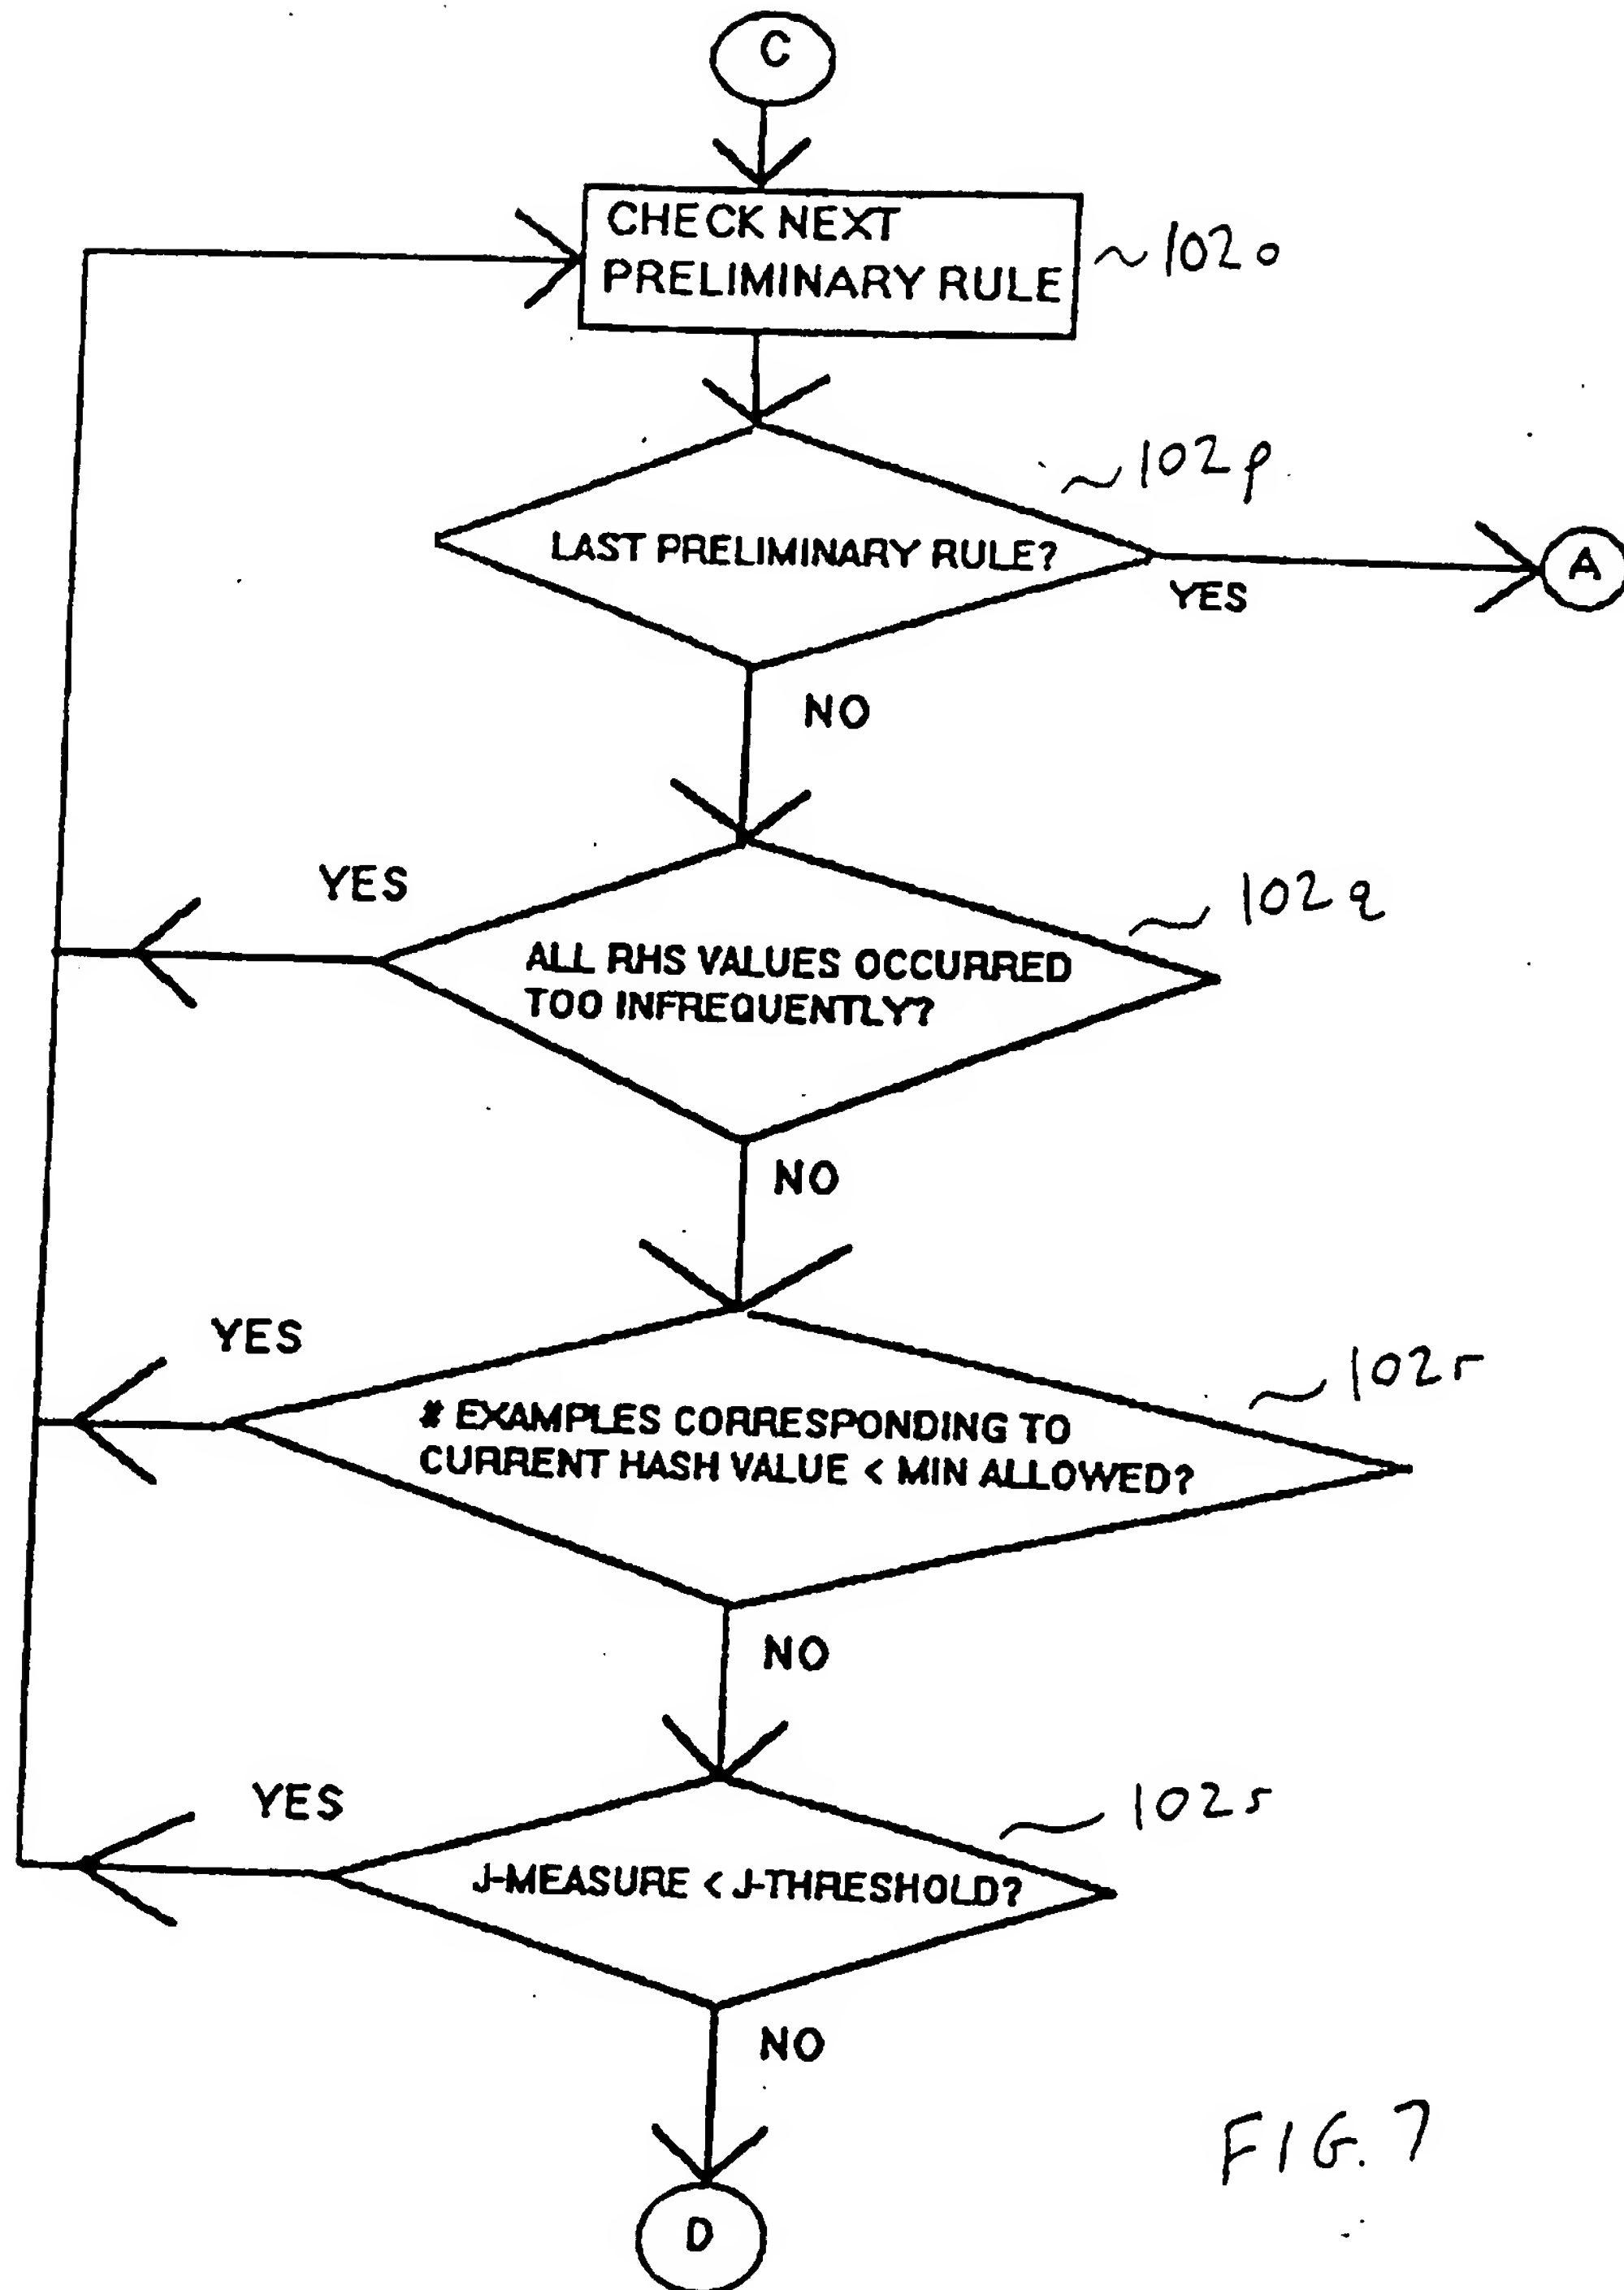 C
CHECK NEXT
PRELIMINARY RULE
~102o
~102p
LAST PRELIMINARY RULE?
A
YES
NO
YES
~102q
ALL RHS VALUES OCCURRED
TOO INFREQUENTLY?
NO
YES
~102r
# EXAMPLES CORRESPONDING TO
CURRENT HASH VALUE < MIN ALLOWED?
NO
YES
~102s
J-MEASURE < J-THRESHOLD?
NO
FIG. 7
D